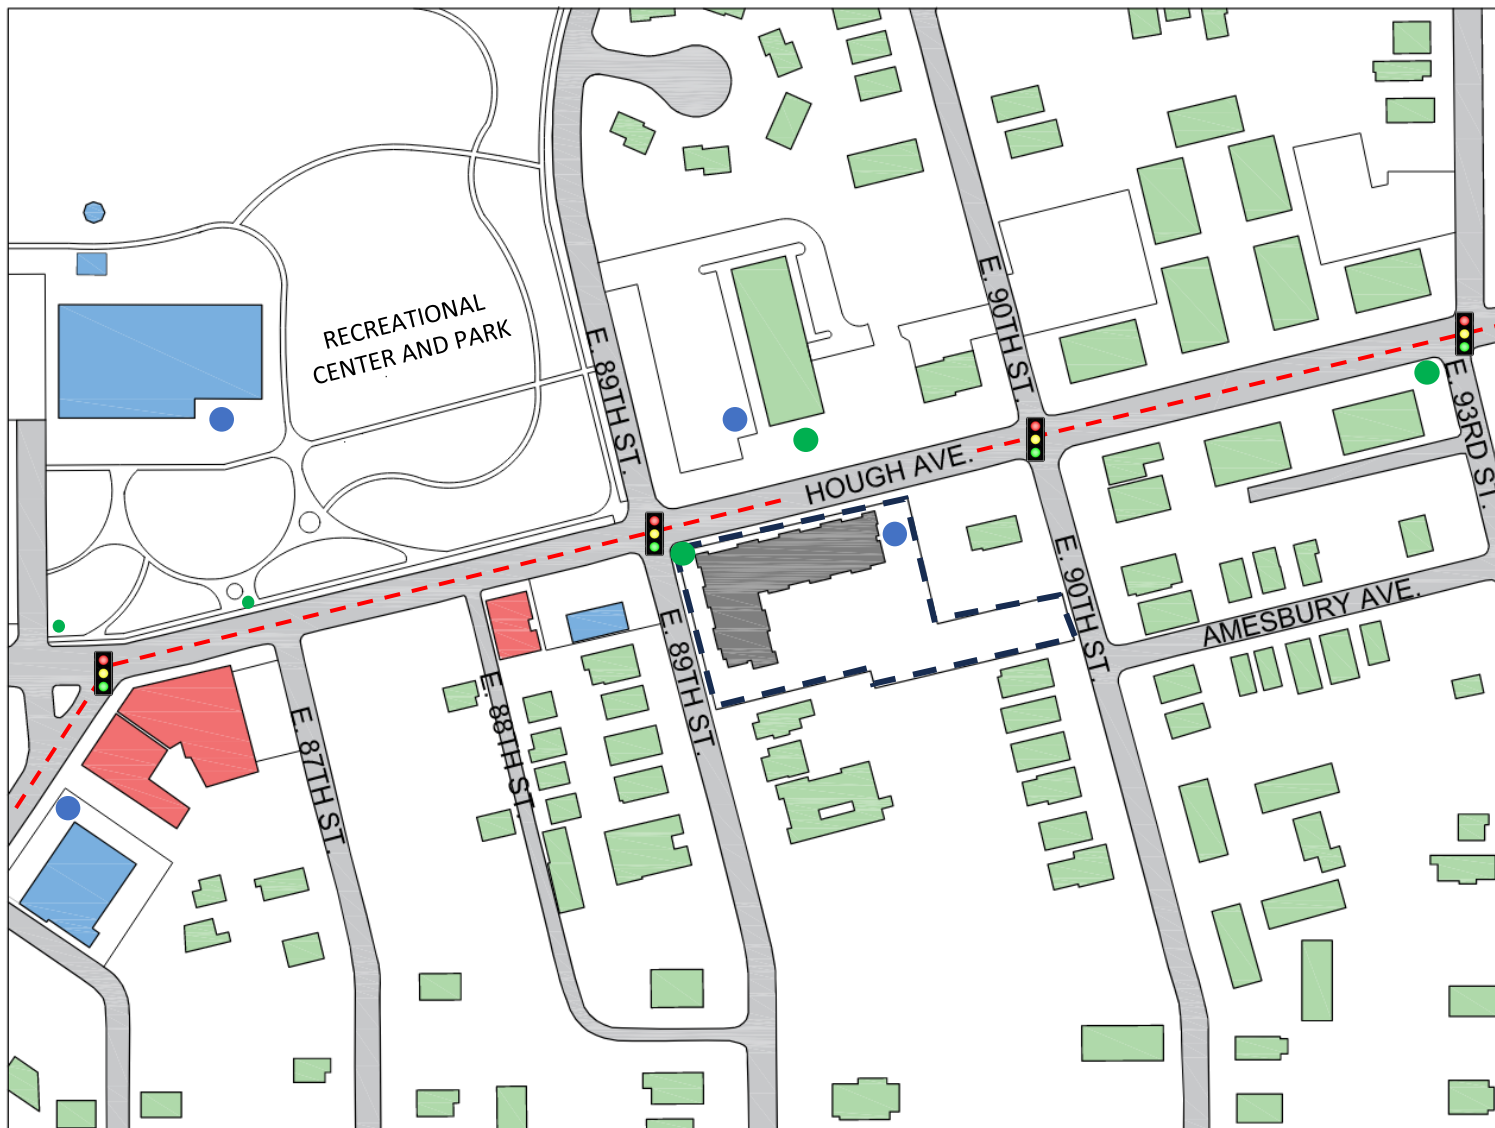 RECREATIONAL
CENTER AND PARK
E. 89TH ST.
E. 90TH ST.
HOUGH AVE.
E. 93RD ST.
E. 90TH ST.
AMESBURY AVE.
E. 89TH ST.
E. 88TH ST.
E. 87TH ST.